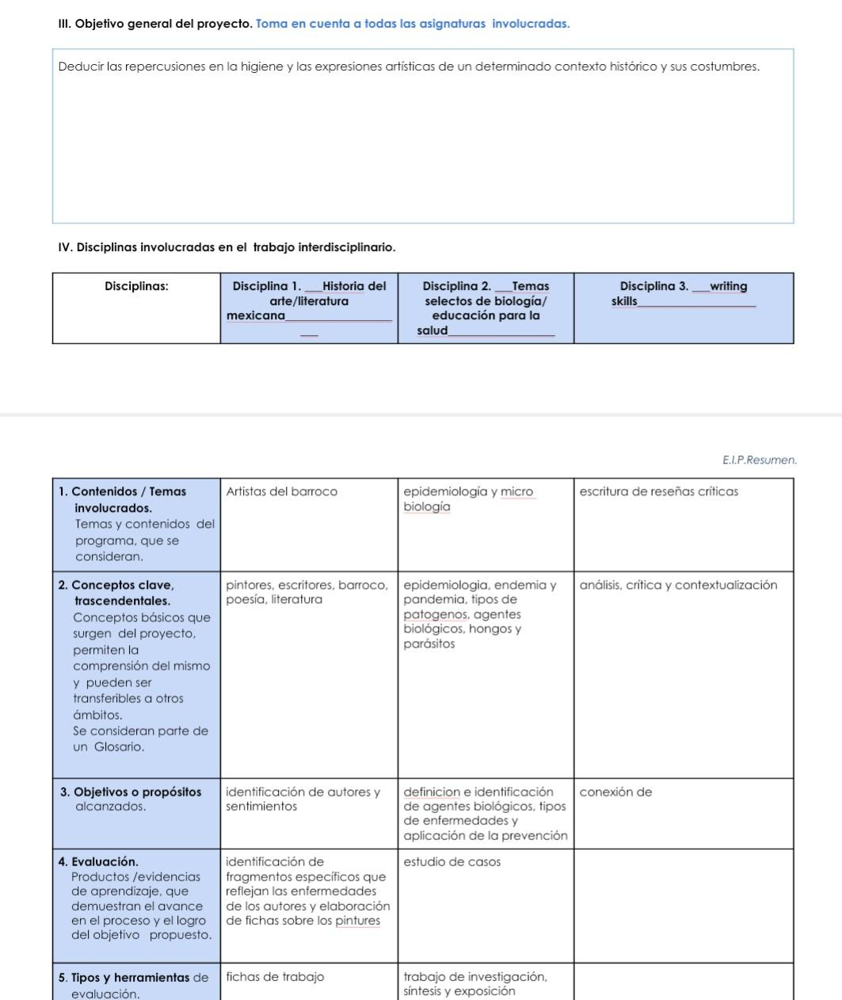 III. Objetivo general del proyecto. Toma en cuenta a todas las asignaturas involucradas.
Deducir las repercusiones en la higiene y las expresiones artísticas de un determinado contexto histórico y sus costumbres.
IV. Disciplinas involucradas en el trabajo interdisciplinario.
Disciplinas:
Disciplina 1. ___Historia del
arte/literatura
mexicana__________________
___
Disciplina 2. ___Temas
selectos de biología/
educación para la
salud__________________
Disciplina 3. ___writing
skills____________________
E.I.P.Resumen.
1. Contenidos / Temas
involucrados.
Temas y contenidos del
programa, que se
consideran.
Artistas del barroco
epidemiología y micro
biología
escritura de reseñas críticas
2. Conceptos clave,
trascendentales.
Conceptos básicos que
surgen del proyecto,
permiten la
comprensión del mismo
y pueden ser
transferibles a otros
ámbitos.
Se consideran parte de
un Glosario.
pintores, escritores, barroco,
poesía, literatura
epidemiologia, endemia y
pandemia, tipos de
patogenos, agentes
biológicos, hongos y
parásitos
análisis, crítica y contextualización
3. Objetivos o propósitos
alcanzados.
identificación de autores y
sentimientos
definicion e identificación
de agentes biológicos, tipos
de enfermedades y
aplicación de la prevención
conexión de
4. Evaluación.
Productos /evidencias
de aprendizaje, que
demuestran el avance
en el proceso y el logro
del objetivo propuesto.
identificación de
fragmentos específicos que
reflejan las enfermedades
de los autores y elaboración
de fichas sobre los pintures
estudio de casos
5. Tipos y herramientas de
evaluación.
fichas de trabajo
trabajo de investigación,
síntesis y exposición